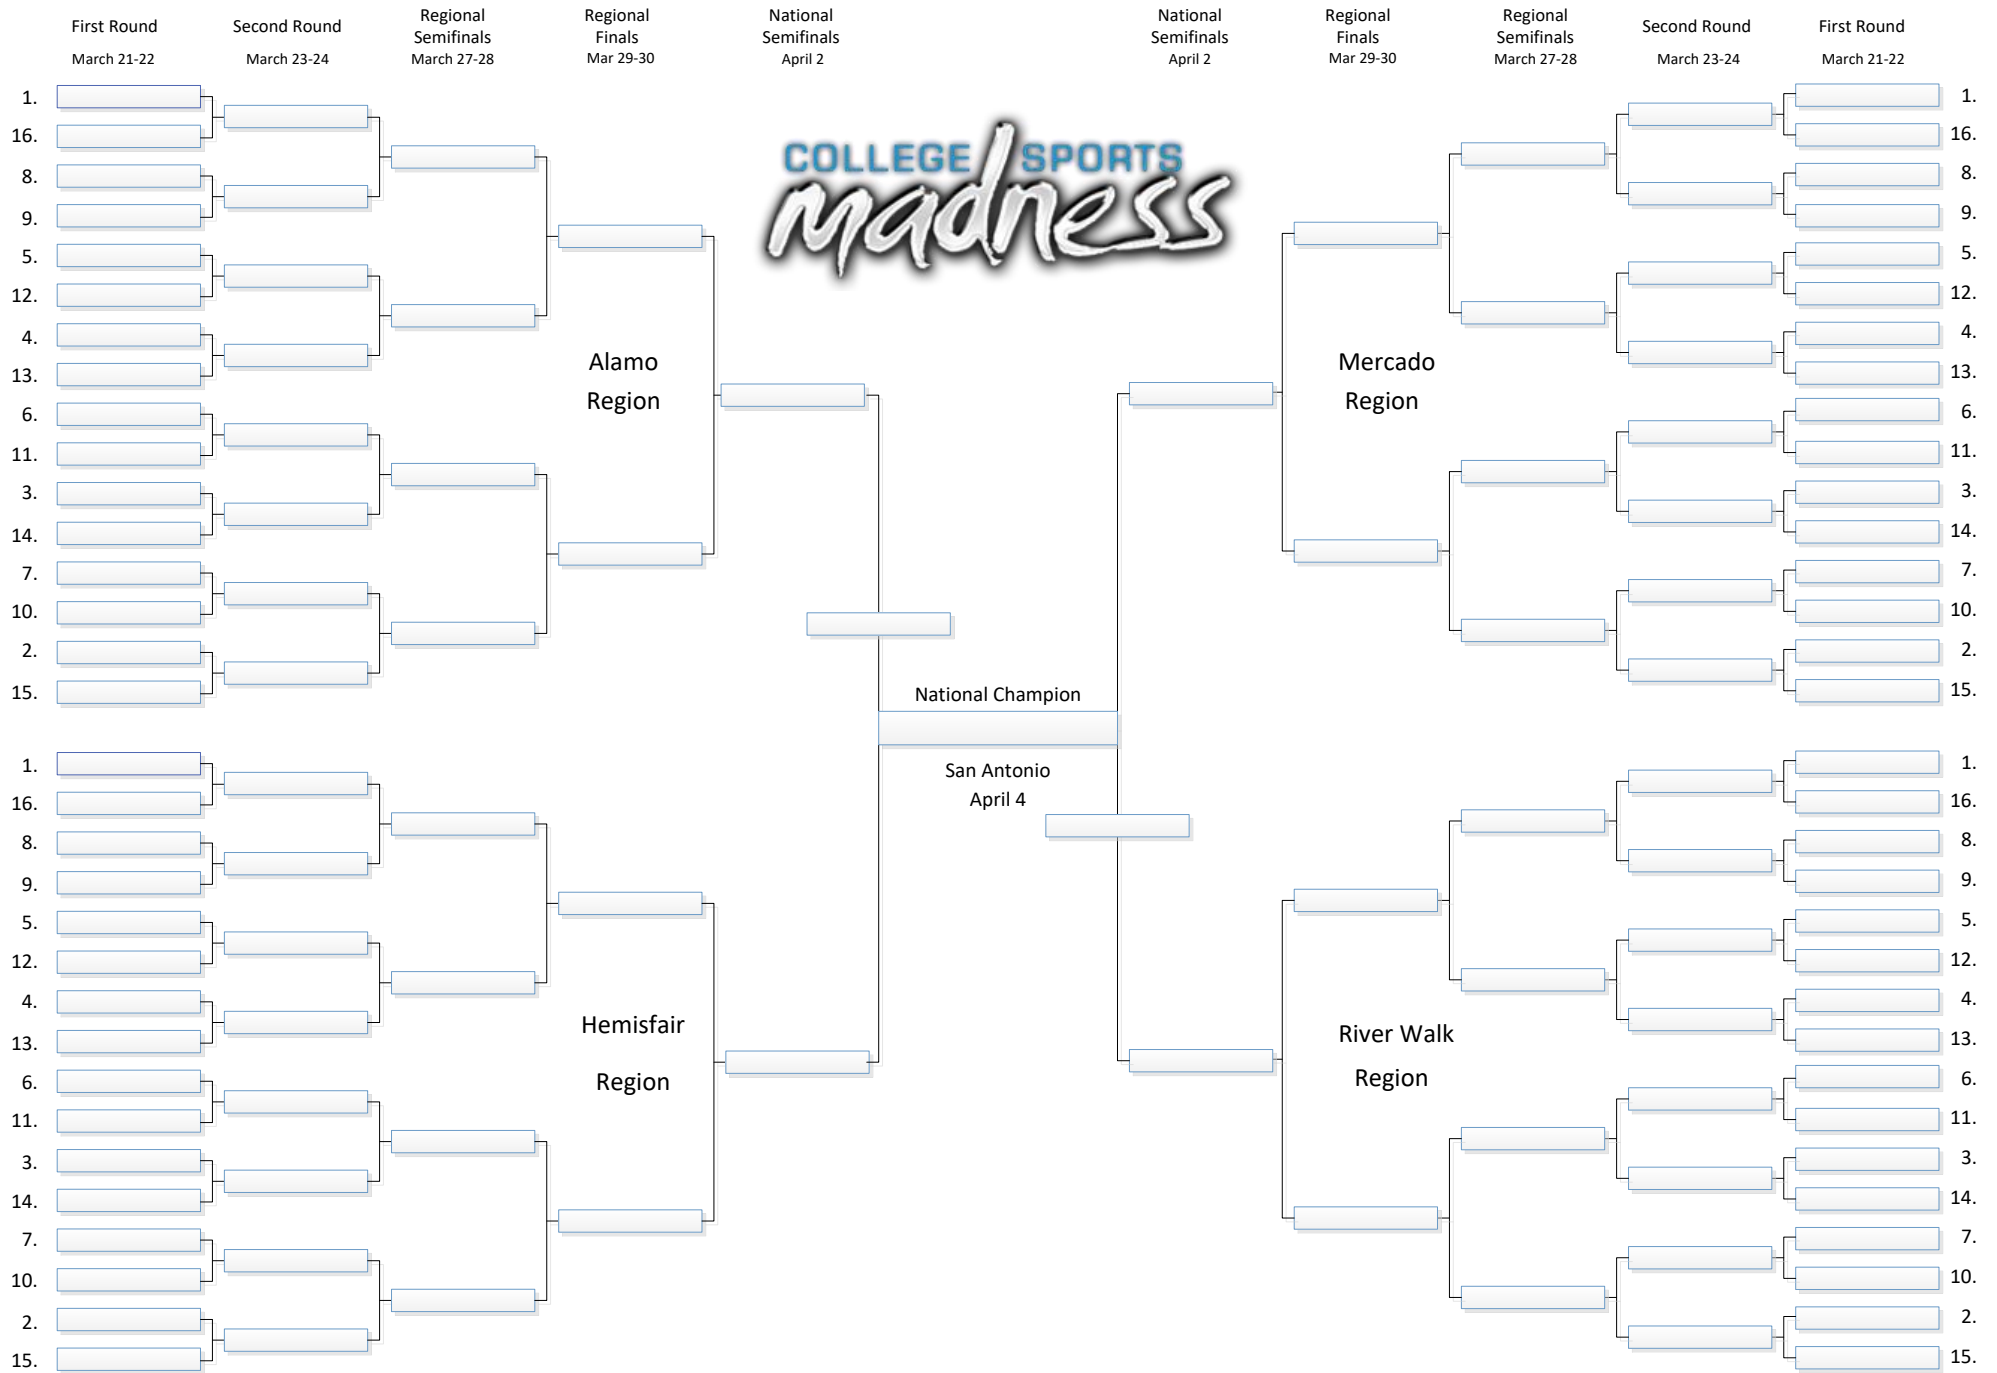 First Round
March 21-22
Second Round
March 23-24
Regional
Semifinals
March 27-28
Regional
Finals
Mar 29-30
National
Semifinals
April 2
National
Semifinals
April 2
Regional
Finals
Mar 29-30
Regional
Semifinals
March 27-28
Second Round
March 23-24
First Round
March 21-22
COLLEGE SPORTS
madness
1.
16.
8.
9.
5.
12.
4.
13.
6.
11.
3.
14.
7.
10.
2.
15.
Alamo
Region
1.
16.
8.
9.
5.
12.
4.
13.
6.
11.
3.
14.
7.
10.
2.
15.
Hemisfair
Region
National Champion
San Antonio
April 4
Mercado
Region
1.
16.
8.
9.
5.
12.
4.
13.
6.
11.
3.
14.
7.
10.
2.
15.
River Walk
Region
1.
16.
8.
9.
5.
12.
4.
13.
6.
11.
3.
14.
7.
10.
2.
15.